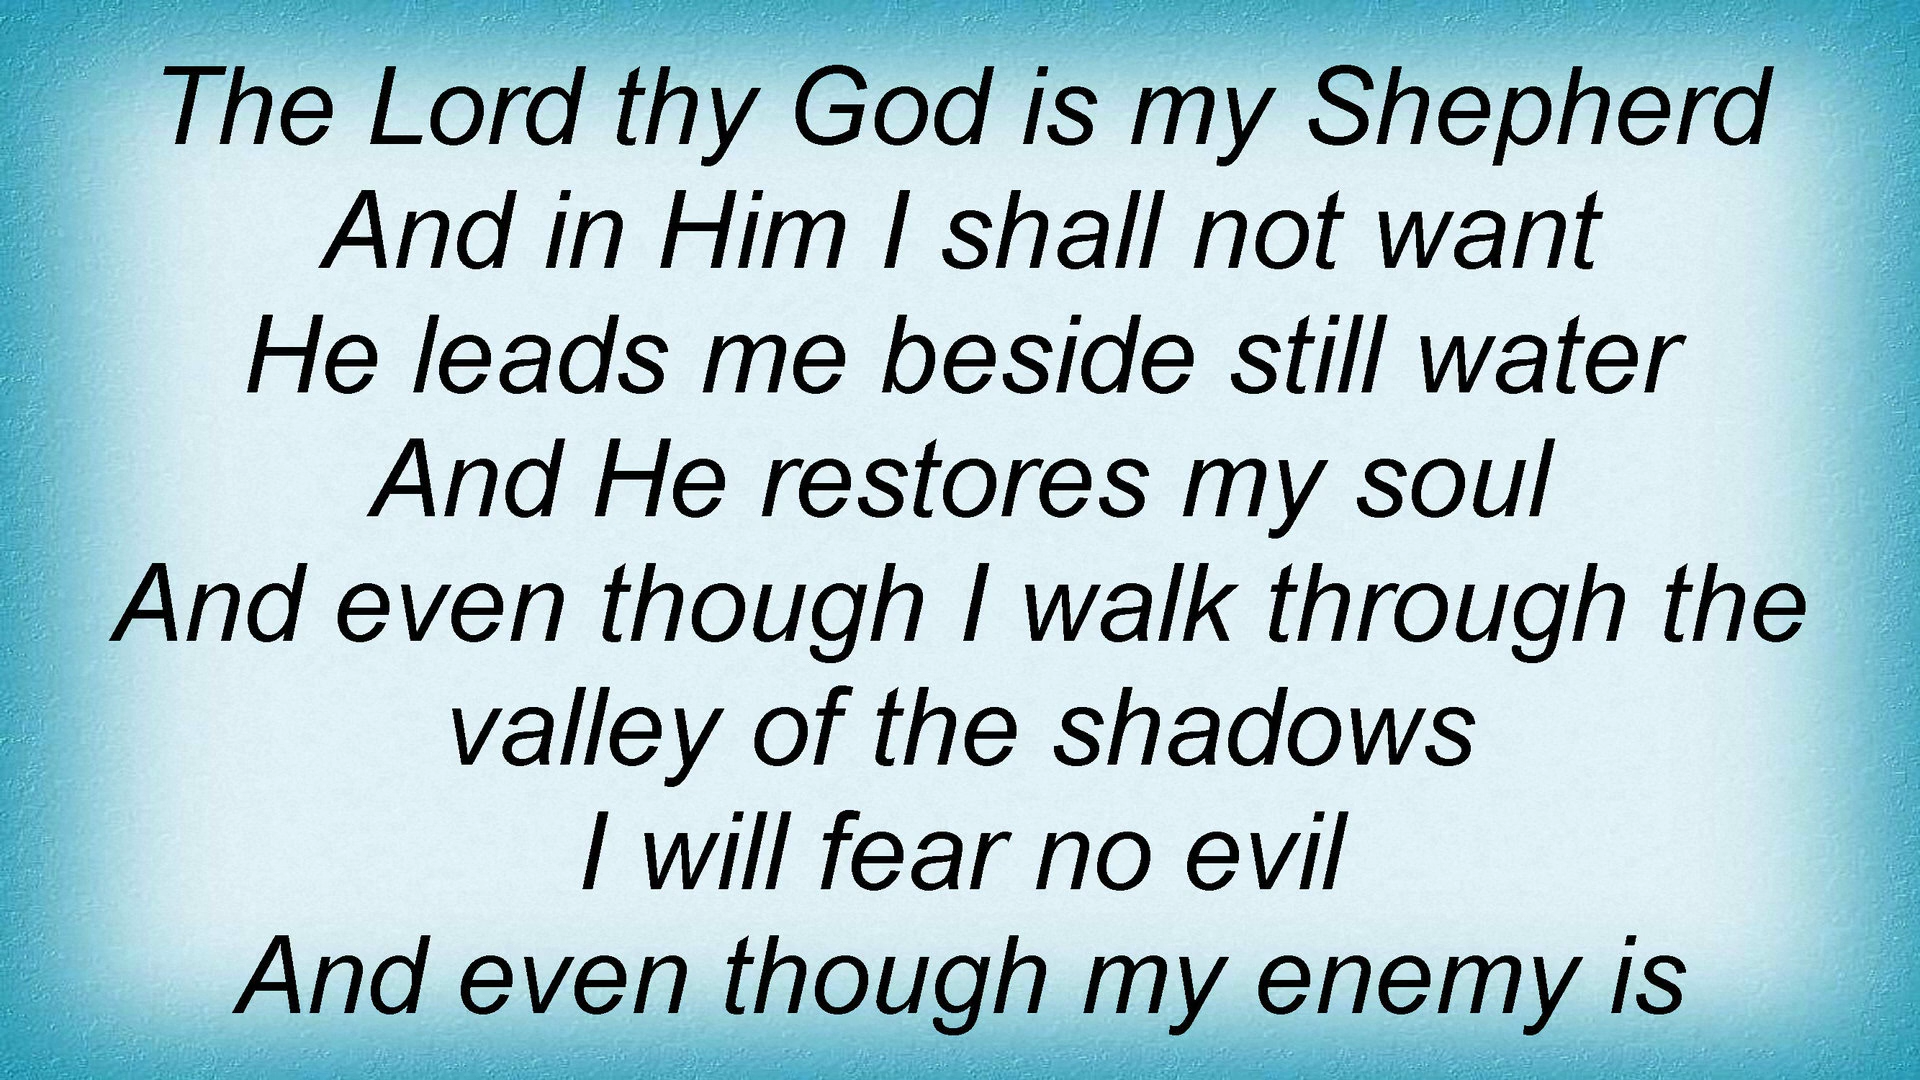 The Lord thy God is my Shepherd
And in Him I shall not want
He leads me beside still water
And He restores my soul
And even though I walk through the
valley of the shadows
I will fear no evil
And even though my enemy is